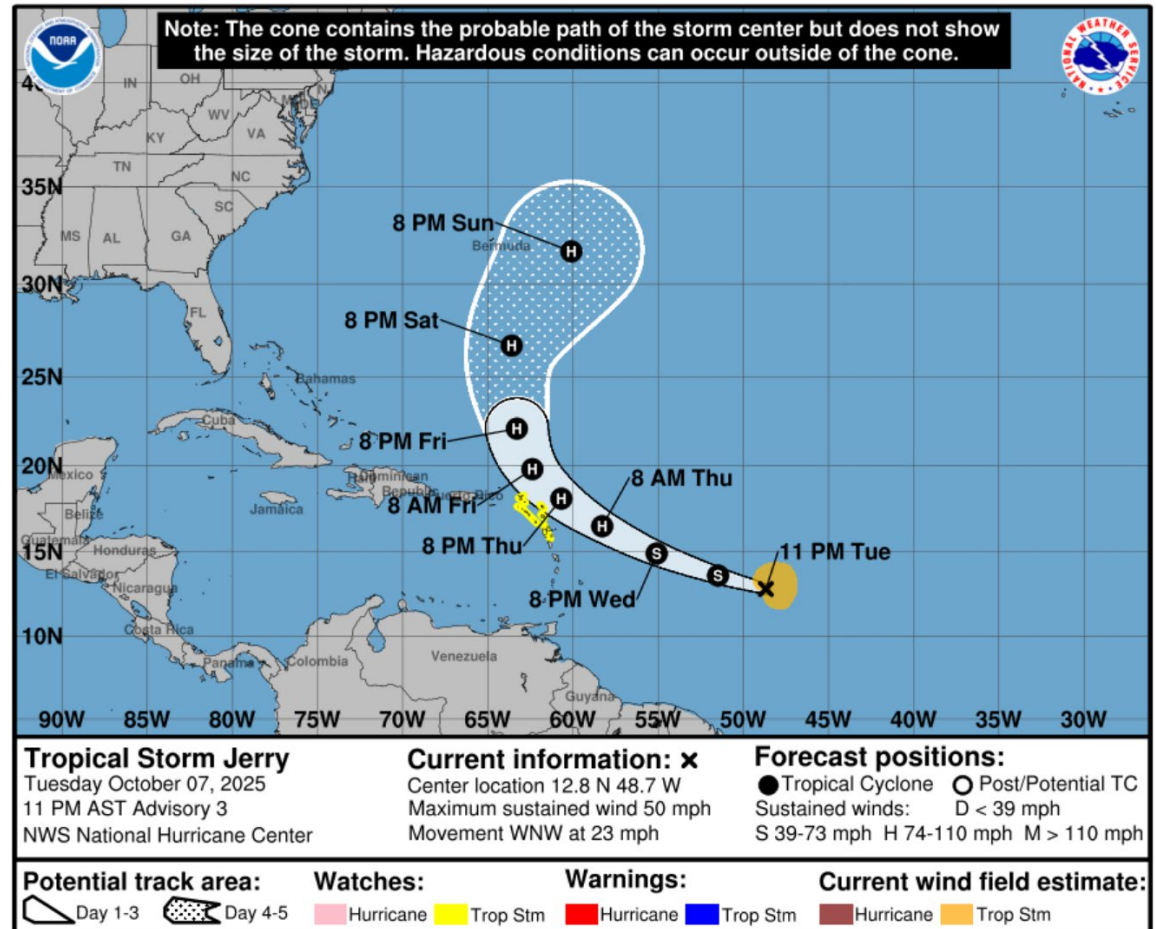 Note: The cone contains the probable path of the storm center but does not show
the size of the storm. Hazardous conditions can occur outside of the cone.
NOAA
NATIONAL WEATHER SERVICE
IN
OH
WV
KY
VA
TN
NC
SC
MS
AL
GA
FL
35N
30N
25N
20N
15N
10N
8 PM Sun
Bermuda
8 PM Sat
Bahamas
Cuba
8 PM Fri
Mexico
Dominican
Republic
8 AM Thu
8 AM Fri
Jamaica
Belize
Guatemala
Honduras
8 PM Thu
11 PM Tue
El Salvador
Nicaragua
8 PM Wed
Costa Rica
Panama
Colombia
Venezuela
Guyana
H
H
H
H
H
H
S
S
90W 85W 80W 75W 70W 65W 60W 55W 50W 45W 40W 35W 30W
Tropical Storm Jerry
Tuesday October 07, 2025
11 PM AST Advisory 3
NWS National Hurricane Center
Current information: x
Center location 12.8 N 48.7 W
Maximum sustained wind 50 mph
Movement WNW at 23 mph
Forecast positions:
Tropical Cyclone Post/Potential TC
Sustained winds: D < 39 mph
S 39-73 mph H 74-110 mph M > 110 mph
Potential track area:
Day 1-3 Day 4-5
Watches:
Hurricane Trop Stm
Warnings:
Hurricane Trop Stm
Current wind field estimate:
Hurricane Trop Stm